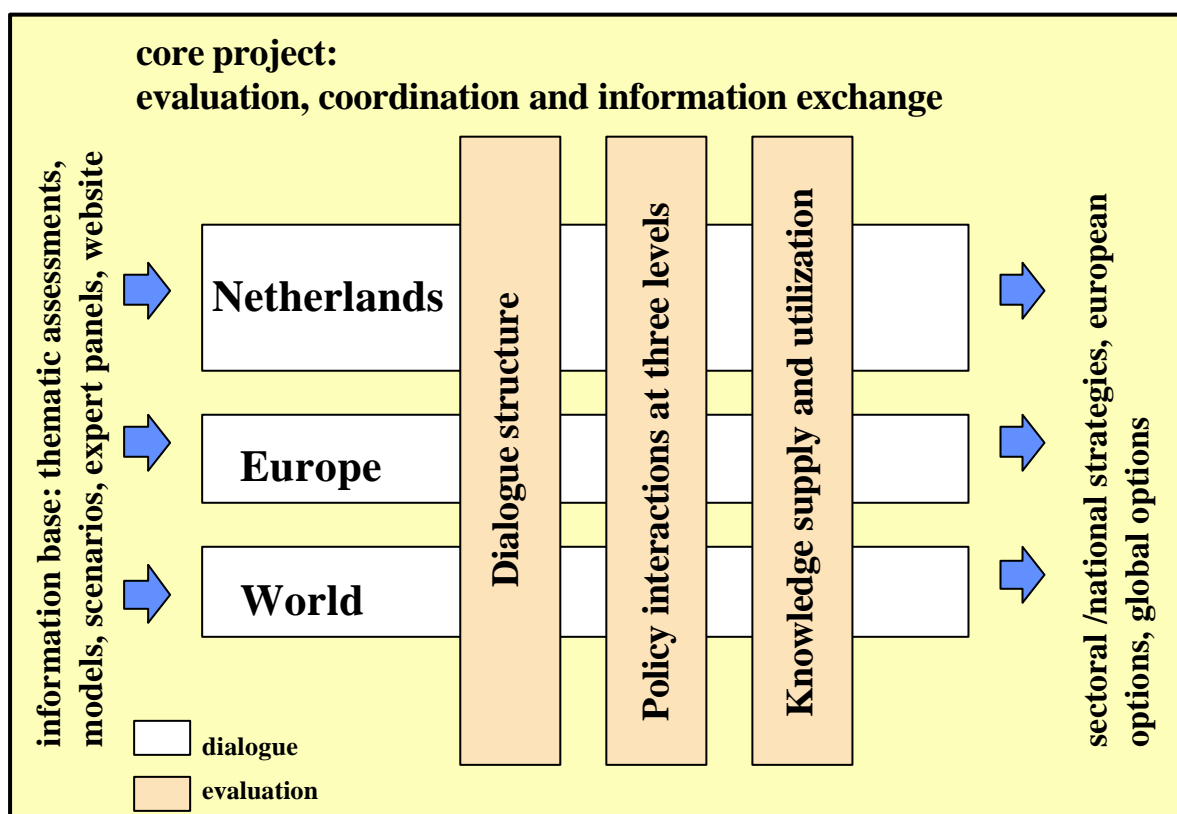 core project:
evaluation, coordination and information exchange
information base: thematic assessments,
models, scenarios, expert panels, website
Netherlands
Europe
World
Dialogue structure
Policy interactions at three levels
Knowledge supply and utilization
sectoral /national strategies, european
options, global options
dialogue
evaluation